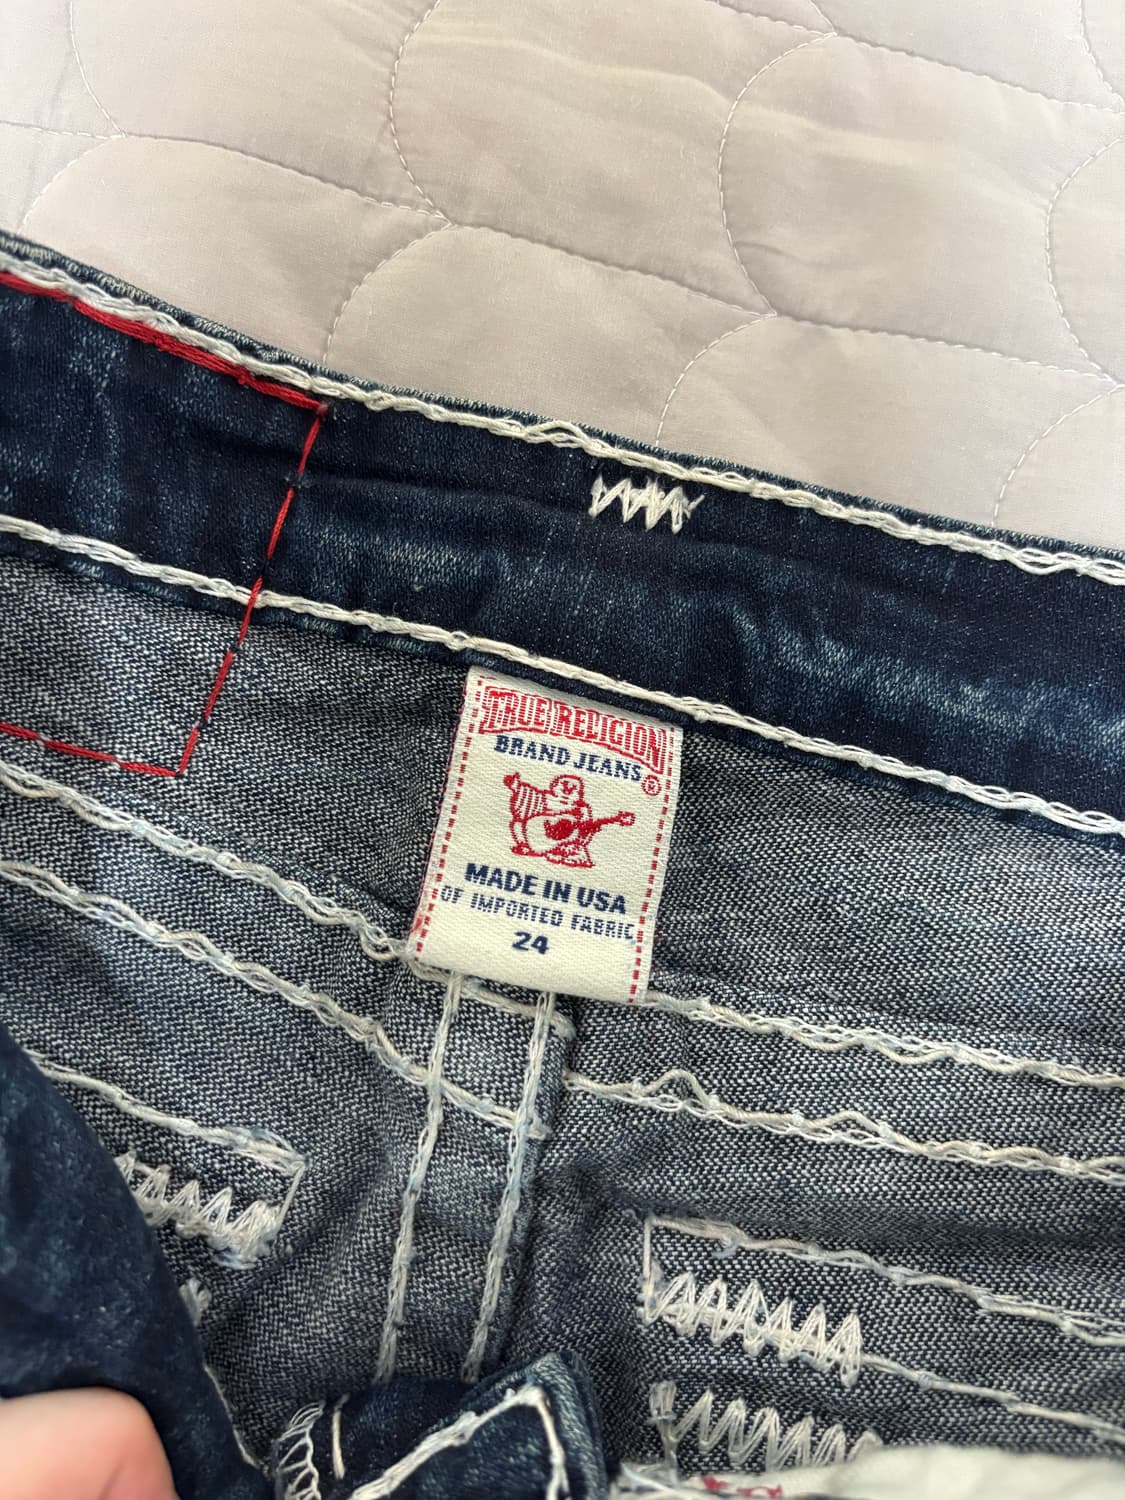 TRUE RELIGION
BRAND JEANS ®
MADE IN USA
OF IMPORTED FABRIC
24